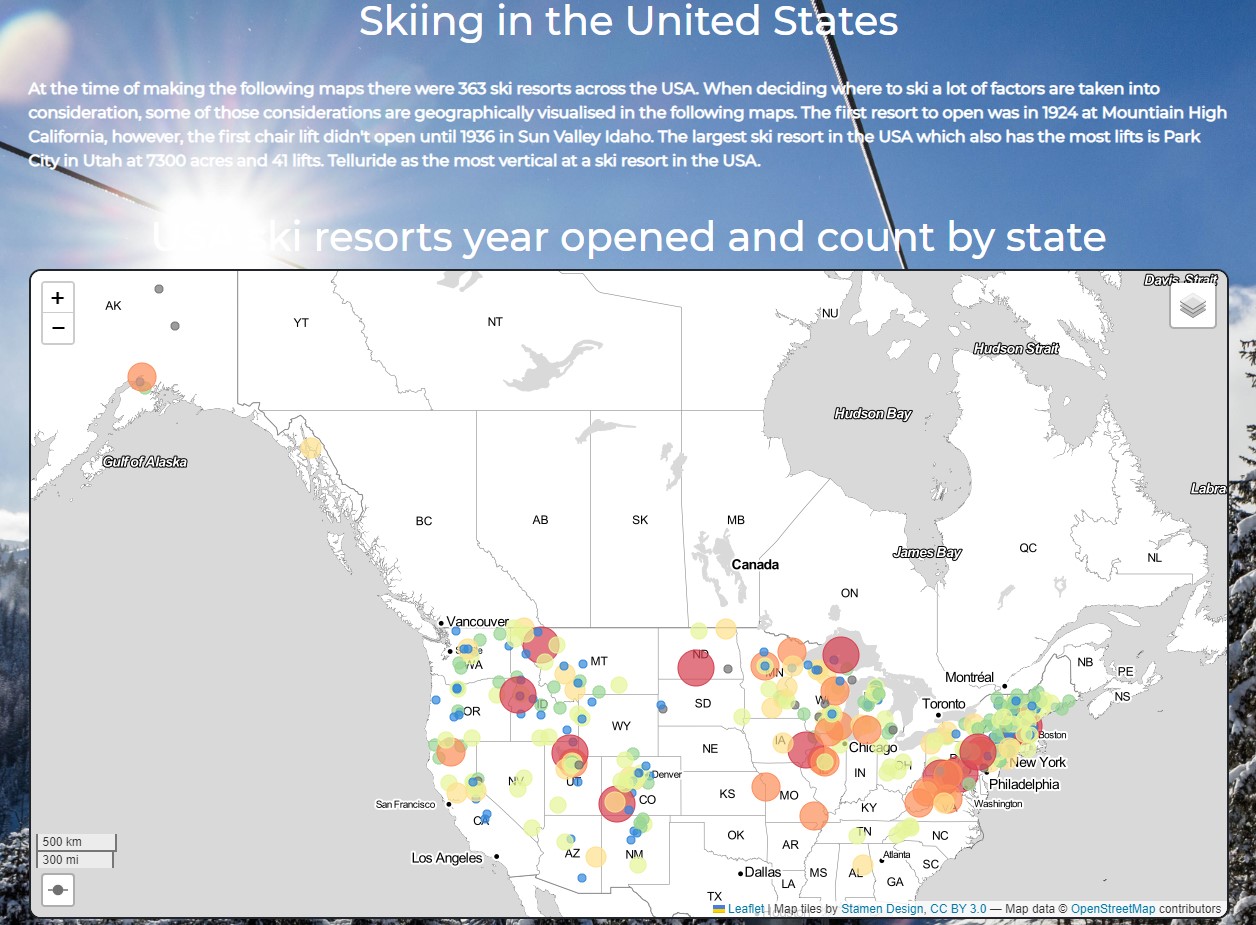 Skiing in the United States
At the time of making the following maps there were 363 ski resorts across the USA. When deciding where to ski a lot of factors are taken into
consideration, some of those considerations are geographically visualised in the following maps. The first resort to open was in 1924 at Mountiain High
California, however, the first chair lift didn't open until 1936 in Sun Valley Idaho. The largest ski resort in the USA which also has the most lifts is Park
City in Utah at 7300 acres and 41 lifts. Telluride as the most vertical at a ski resort in the USA.
USA ski resorts year opened and count by state
+
−
AK
YT
NT
NU
Davis Strait
Hudson Strait
Hudson Bay
Gulf of Alaska
Labra
BC
AB
SK
MB
James Bay
QC
NL
Canada
ON
Vancouver
WA
MT
ND
MN
NB
PE
NS
Montréal
Toronto
OR
ID
SD
WY
Boston
NE
IA
Chicago
New York
Denver
UT
NV
CO
KS
MO
IN
OH
Philadelphia
San Francisco
Washington
CA
KY
VA
500 km
300 mi
Los Angeles
AZ
NM
OK
AR
TN
NC
Atlanta
SC
Dallas
MS
AL
GA
LA
TX
Leaflet | Map tiles by Stamen Design, CC BY 3.0 — Map data © OpenStreetMap contributors